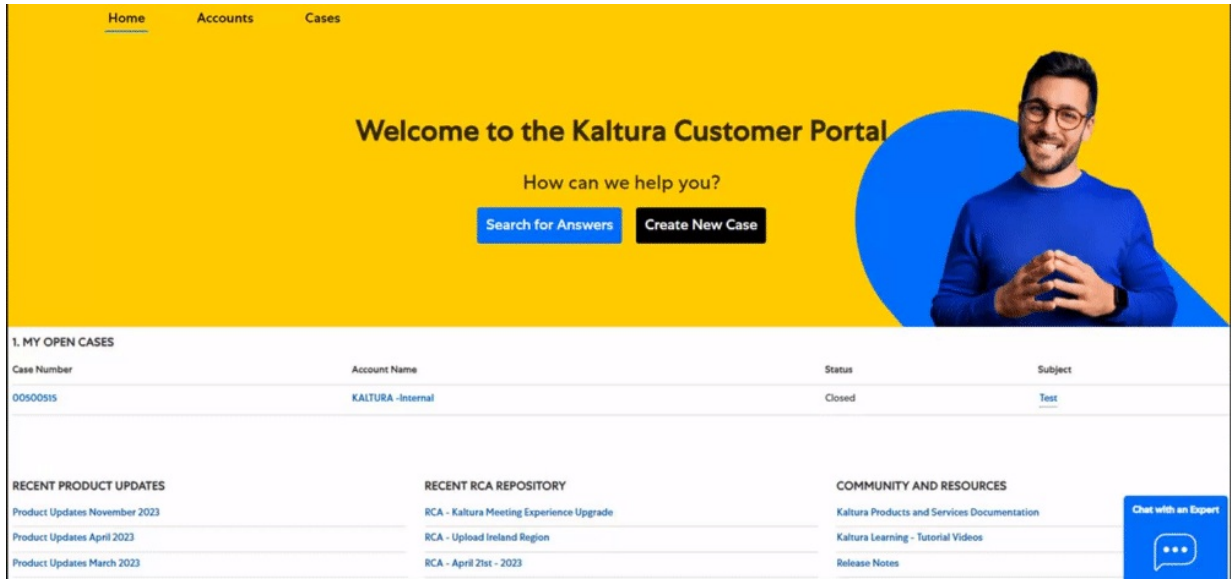 Home Accounts Cases
Welcome to the Kaltura Customer Portal
How can we help you?
Search for Answers Create New Case
1. MY OPEN CASES
Case Number Account Name Status Subject
00500515 KALTURA -Internal Closed Test
RECENT PRODUCT UPDATES
Product Updates November 2023
Product Updates April 2023
Product Updates March 2023
RECENT RCA REPOSITORY
RCA - Kaltura Meeting Experience Upgrade
RCA - Upload Ireland Region
RCA - April 21st - 2023
COMMUNITY AND RESOURCES
Kaltura Products and Services Documentation
Kaltura Learning - Tutorial Videos
Release Notes
Chat with an Expert